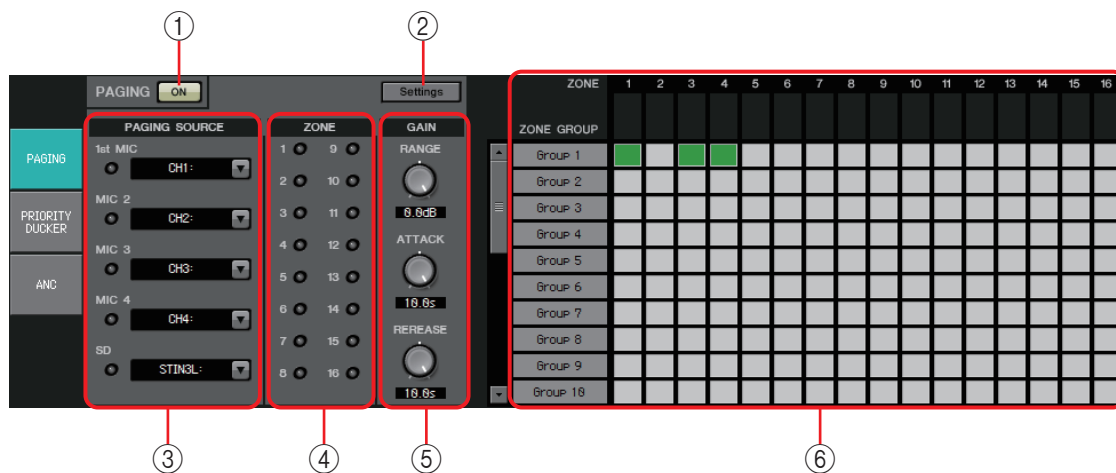 ① ②
PAGING ON Settings
PAGING
PRIORITY DUCKER
ANC
PAGING SOURCE
1st MIC
CH1:
MIC 2
CH2:
MIC 3
CH3:
MIC 4
CH4:
SD
STIN3L:
ZONE
1 9
2 10
3 11
4 12
5 13
6 14
7 15
8 16
GAIN
RANGE
0.0dB
ATTACK
10.0s
REREASE
10.0s
ZONE 1 2 3 4 5 6 7 8 9 10 11 12 13 14 15 16
ZONE GROUP
Group 1
Group 2
Group 3
Group 4
Group 5
Group 6
Group 7
Group 8
Group 9
Group 10
③ ④ ⑤ ⑥